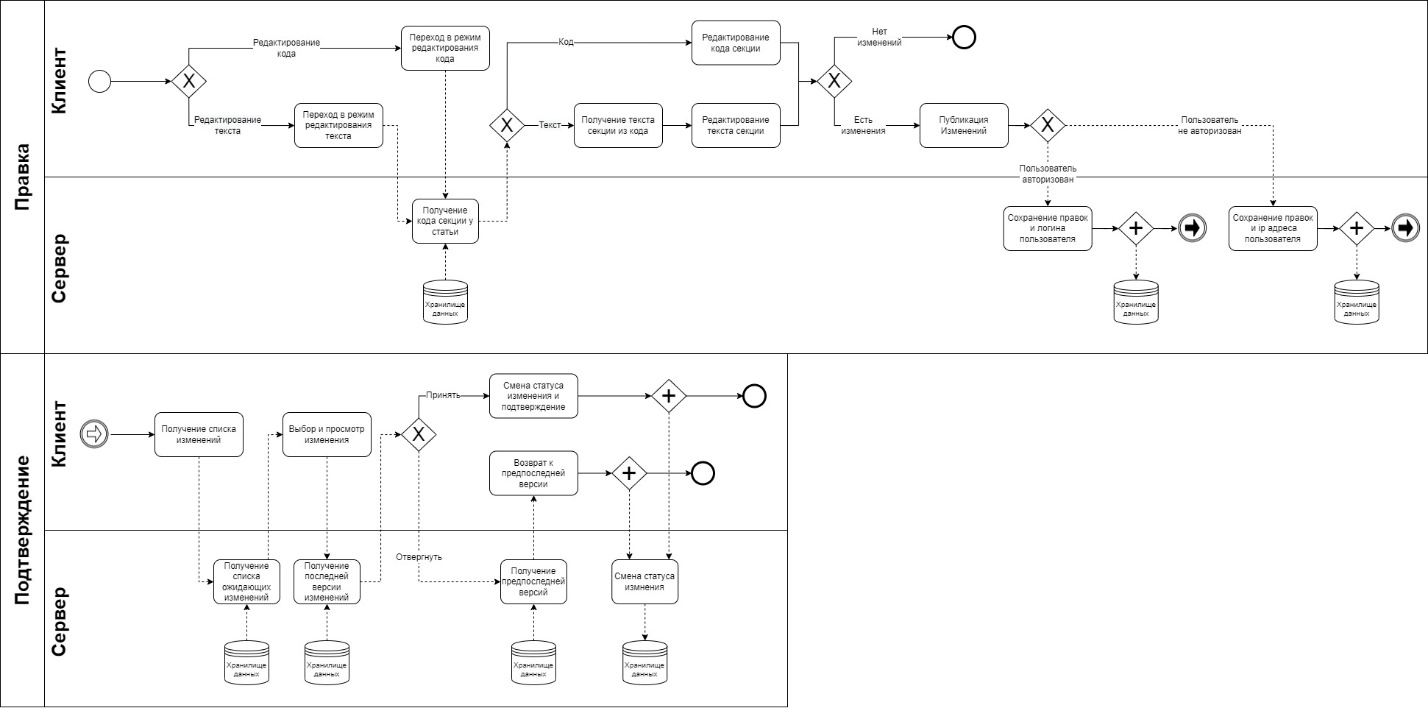 Правка
Клиент
Редактирование
кода
Переход в режим
редактирования
кода
X
Редактирование
текста
Переход в режим
редактирования
текста
X
Код
Редактирование
кода секции
Текст
Получение текста
секции из кода
Редактирование
текста секции
X
Нет
изменений
Есть
изменения
Публикация
Изменений
X
Пользователь
не авторизован
Пользователь
авторизован
Сервер
Получение
кода секции у
статьи
Хранилище
данных
Сохранение правок
и логина
пользователя
Хранилище
данных
Сохранение правок
и ip адреса
пользователя
Хранилище
данных
Подтверждение
Клиент
Получение списка
изменений
Выбор и просмотр
изменения
X
Принять
Смена статуса
изменения и
подтверждение
Возврат к
предпоследней
версии
Отвергнуть
Сервер
Получение
списка
ожидающих
изменений
Хранилище
данных
Получение
последней
версии
изменений
Хранилище
данных
Получение
предпоследней
версий
Хранилище
данных
Смена статуса
измнения
Хранилище
данных